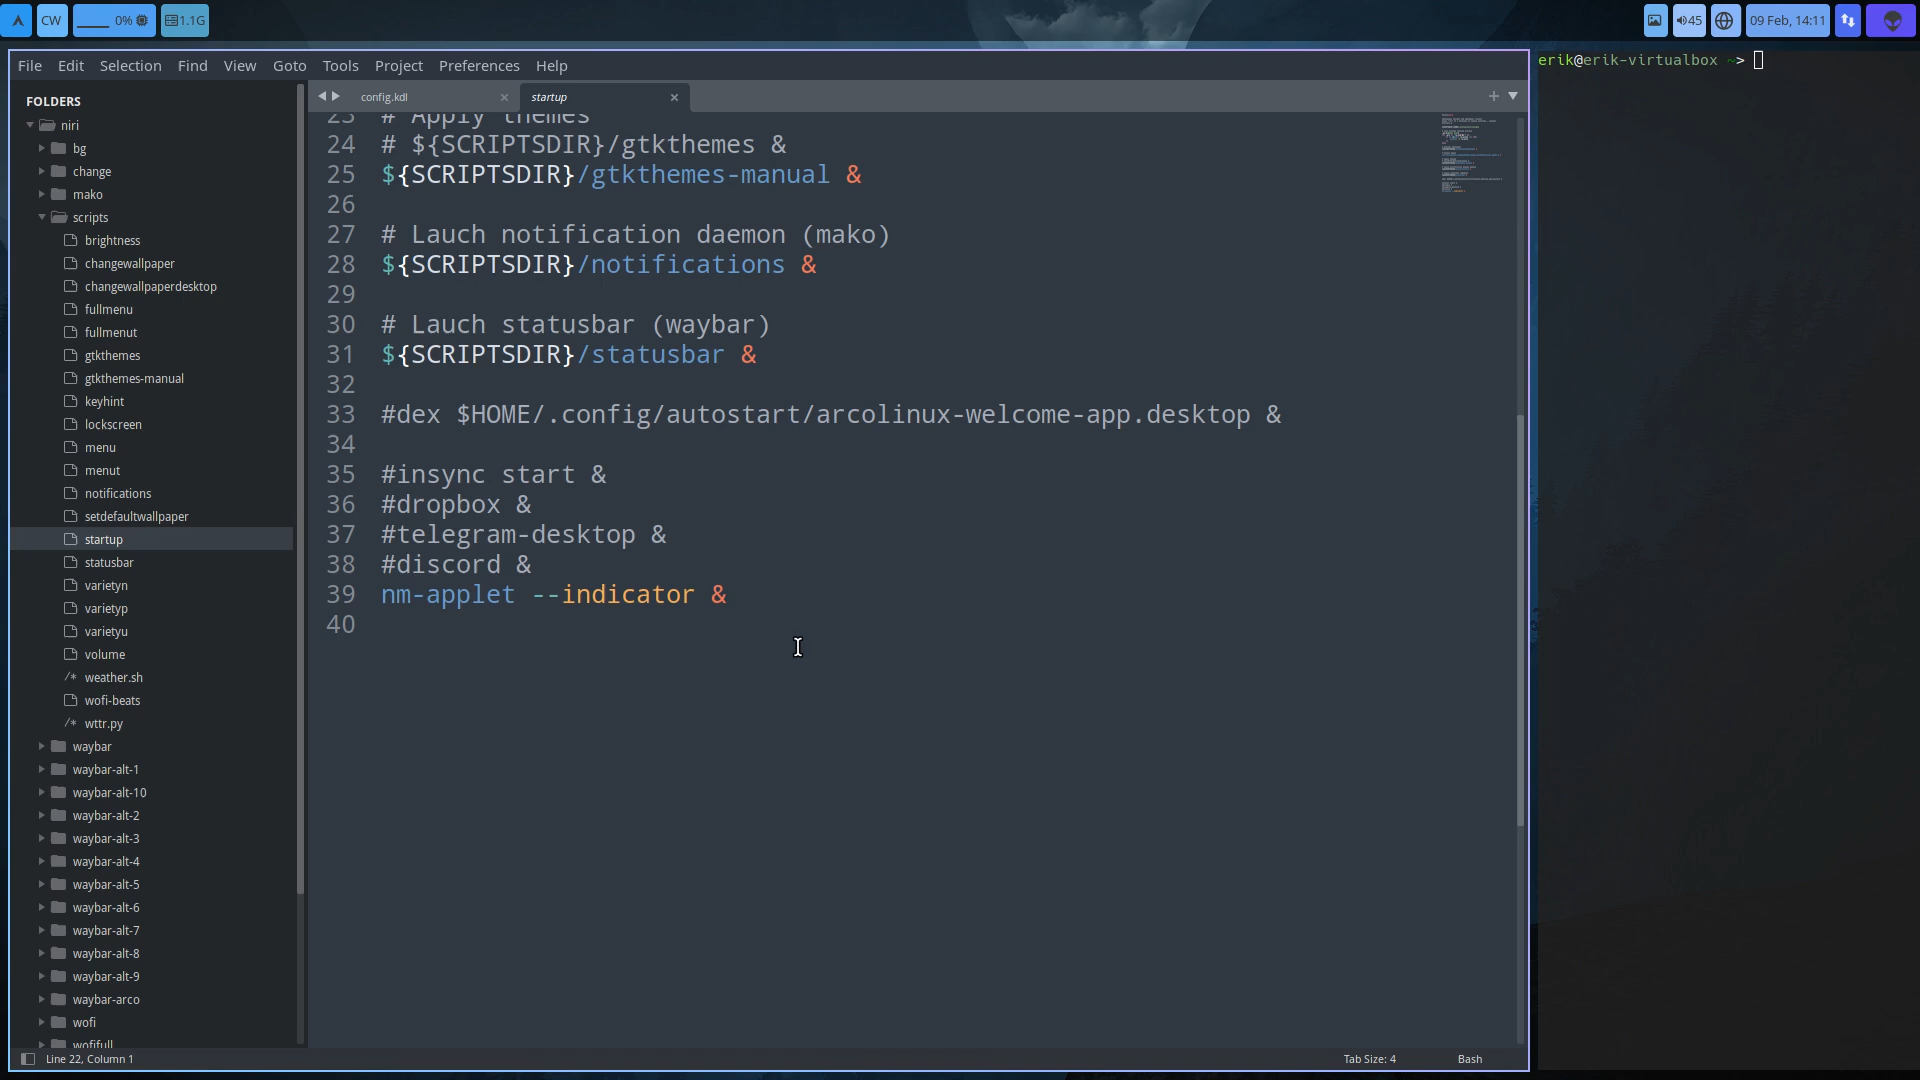 CW
0%
1.1G
45
09 Feb, 14:11
File Edit Selection Find View Goto Tools Project Preferences Help
erik@erik-virtualbox ~>
FOLDERS
niri
bg
change
mako
scripts
brightness
changewallpaper
changewallpaperdesktop
fullmenu
fullmenut
gtkthemes
gtkthemes-manual
keyhint
lockscreen
menu
menut
notifications
setdefaultwallpaper
startup
statusbar
varietyn
varietyp
varietyu
volume
/* weather.sh
wofi-beats
/* wttr.py
waybar
waybar-alt-1
waybar-alt-10
waybar-alt-2
waybar-alt-3
waybar-alt-4
waybar-alt-5
waybar-alt-6
waybar-alt-7
waybar-alt-8
waybar-alt-9
waybar-arco
wofi
wofifull
config.kdl ×
startup ×
23 # Apply themes
24 # ${SCRIPTSDIR}/gtkthemes &
25 ${SCRIPTSDIR}/gtkthemes-manual &
26
27 # Lauch notification daemon (mako)
28 ${SCRIPTSDIR}/notifications &
29
30 # Lauch statusbar (waybar)
31 ${SCRIPTSDIR}/statusbar &
32
33 #dex $HOME/.config/autostart/arcolinux-welcome-app.desktop &
34
35 #insync start &
36 #dropbox &
37 #telegram-desktop &
38 #discord &
39 nm-applet --indicator &
40
Line 22, Column 1
Tab Size: 4
Bash